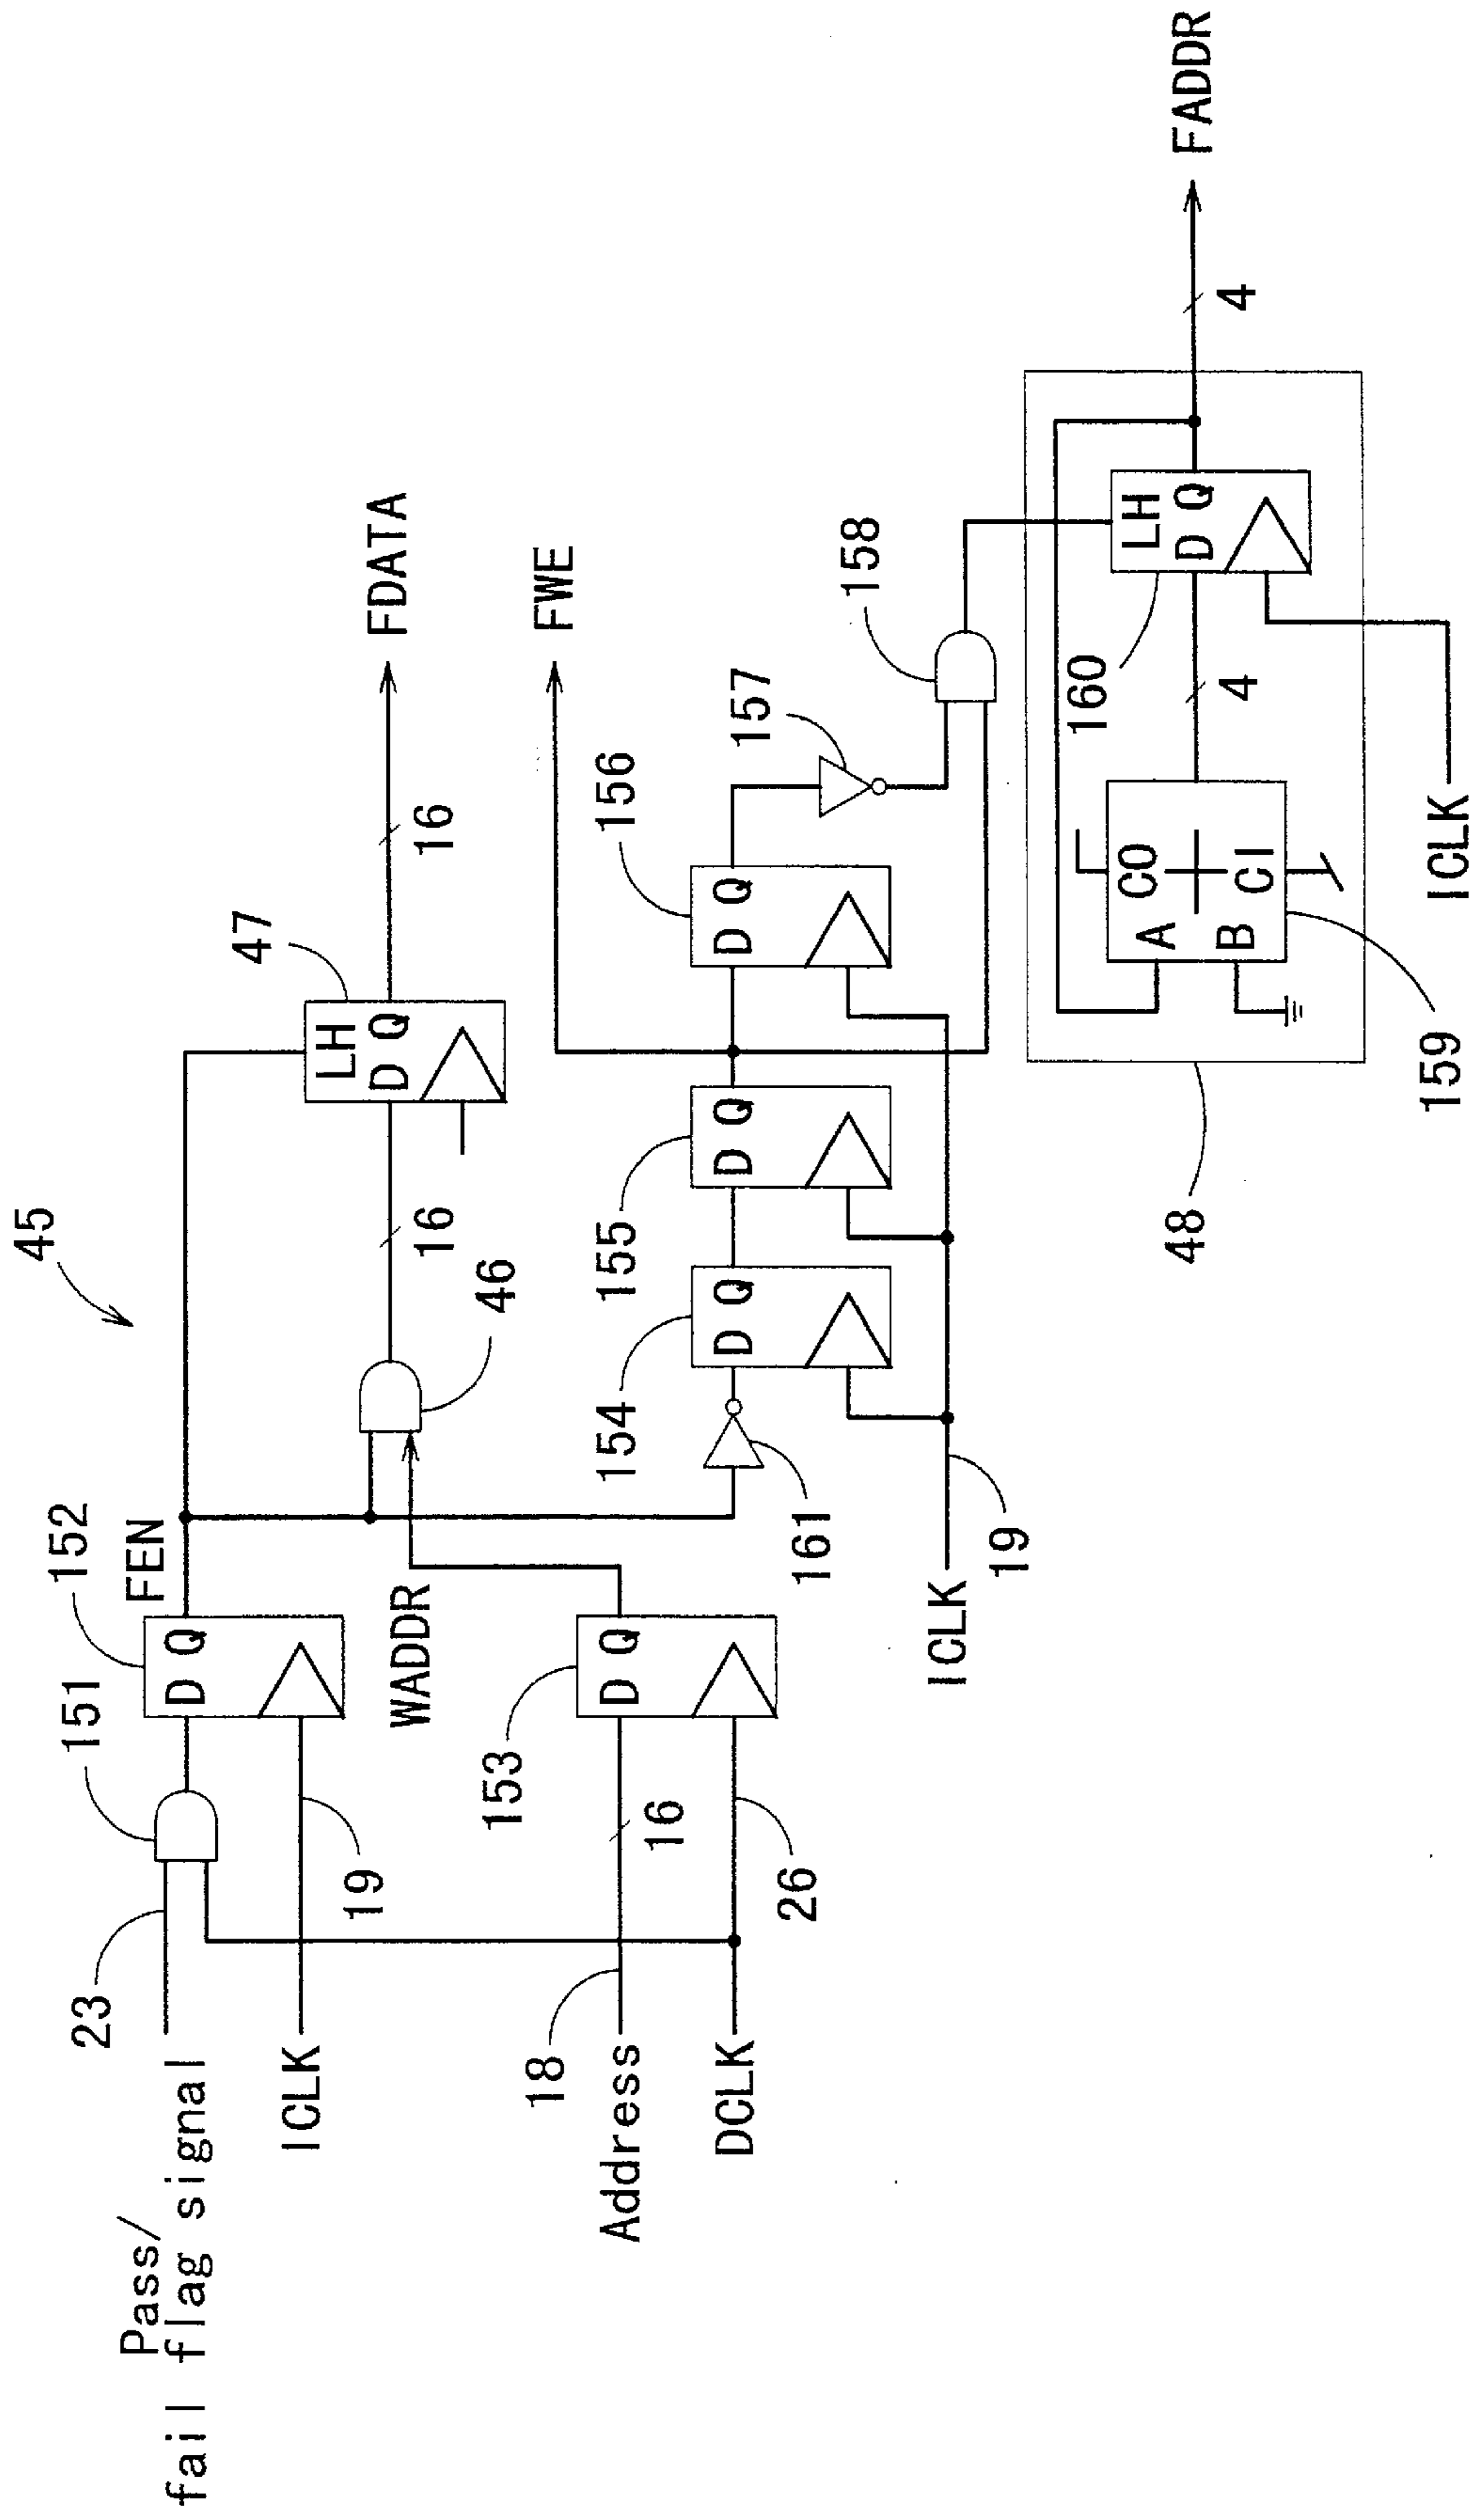 45
Pass/
fail flag signal
23
151
152
FEN
ICLK
19
D Q
WADDR
46
16
47
LH
D Q
16
FDATA
18
Address
16
153
D Q
DCLK
26
161
154
D Q
155
D Q
156
D Q
157
FWE
158
ICLK
19
48
159
A
B
CO
CI
4
160
LH
D Q
ICLK
4
FADDR